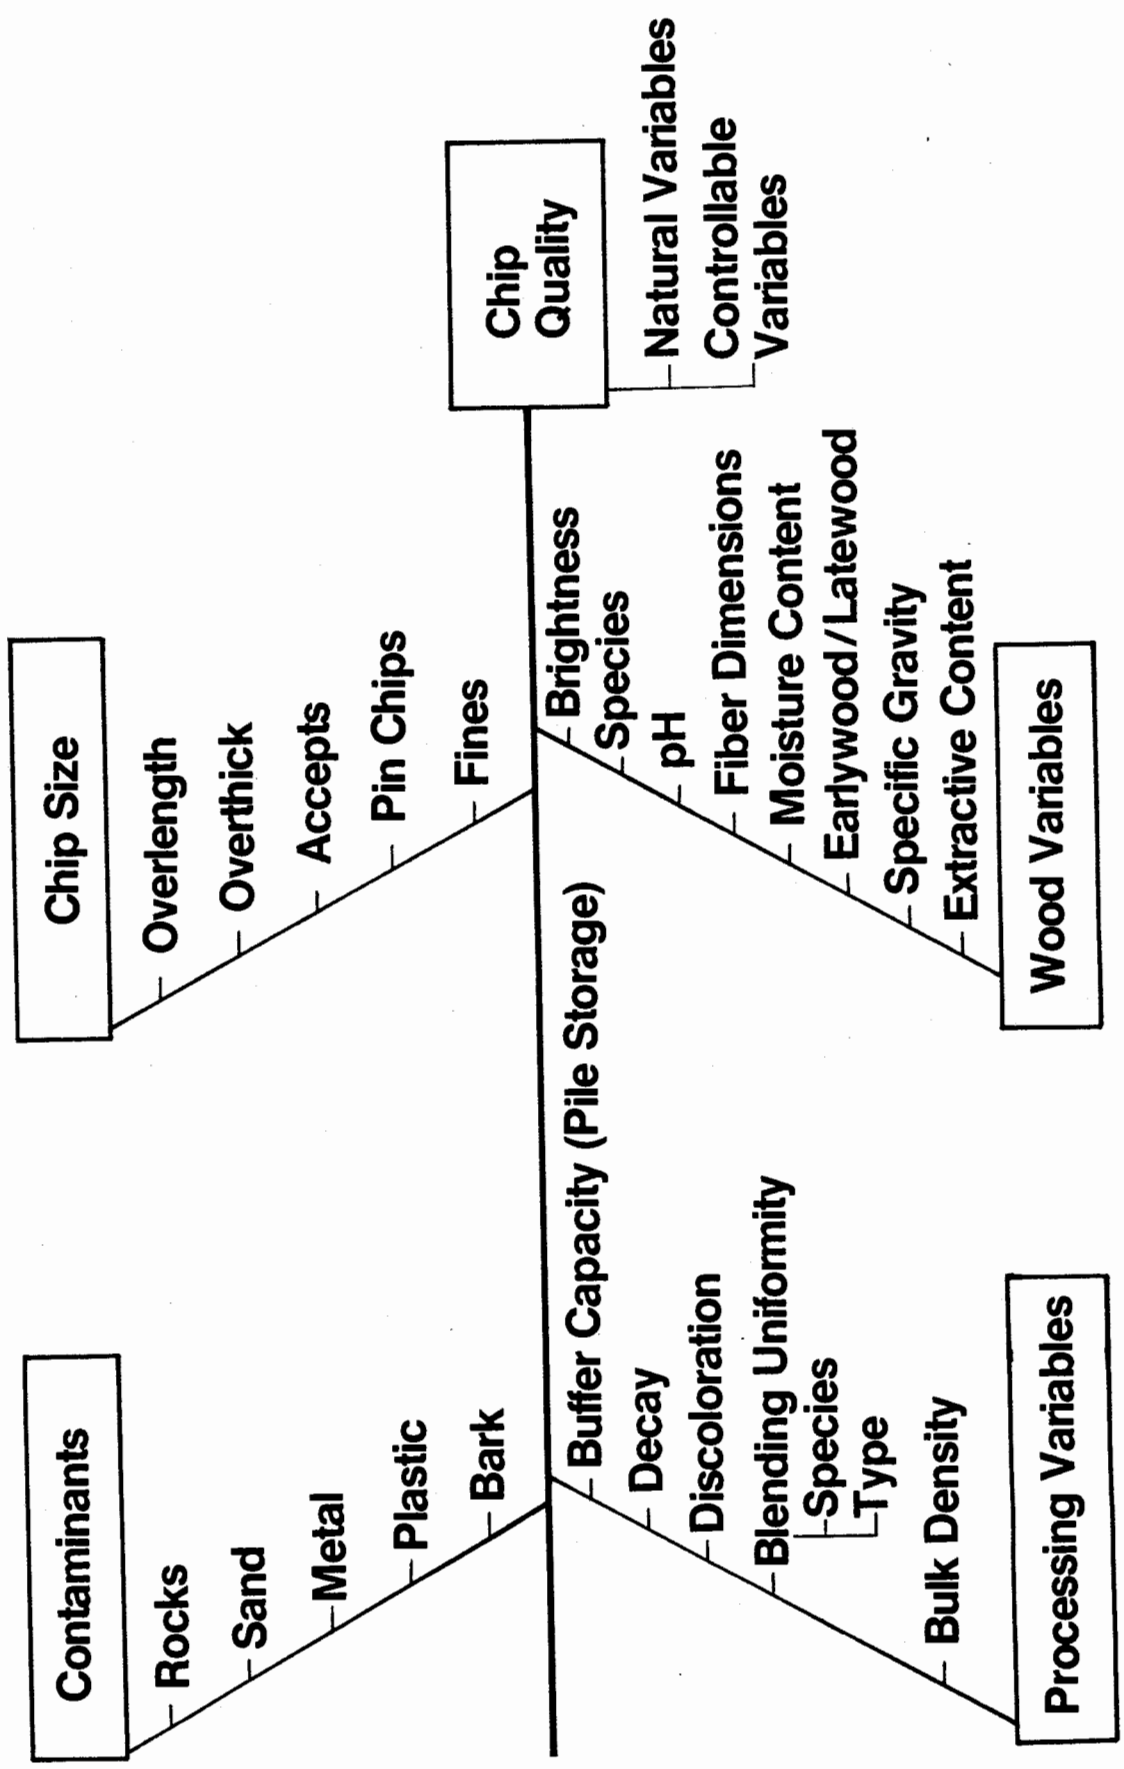 Contaminants
Rocks
Sand
Metal
Plastic
Bark
Chip Size
Overlength
Overthick
Accepts
Pin Chips
Fines
Chip
Quality
Natural Variables
Controllable
Variables
Buffer Capacity (Pile Storage)
Decay
Discoloration
Blending Uniformity
Species
Type
Bulk Density
Processing Variables
Brightness
Species
pH
Fiber Dimensions
Moisture Content
Earlywood/Latewood
Specific Gravity
Extractive Content
Wood Variables